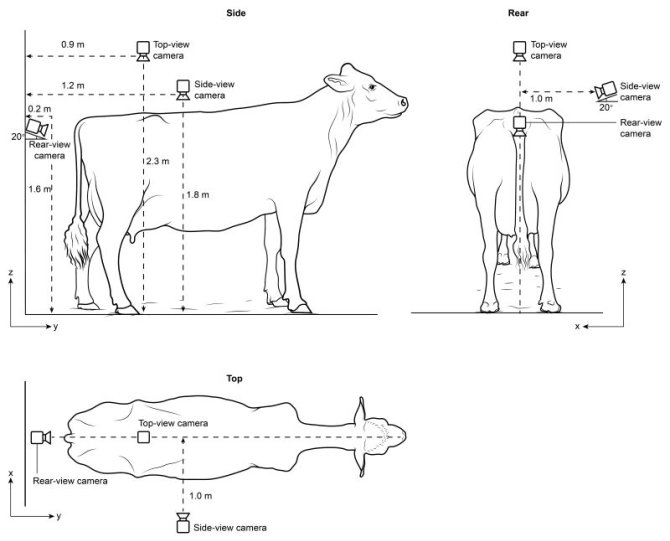 Side
Rear
0.9 m
Top-view
camera
1.2 m
Side-view
camera
0.2 m
20°
Rear-view
camera
1.6 m
2.3 m
1.8 m
z
y
Top-view
camera
1.0 m
Side-view
camera
20°
Rear-view
camera
z
x
Top
Top-view camera
Rear-view camera
x
y
1.0 m
Side-view camera